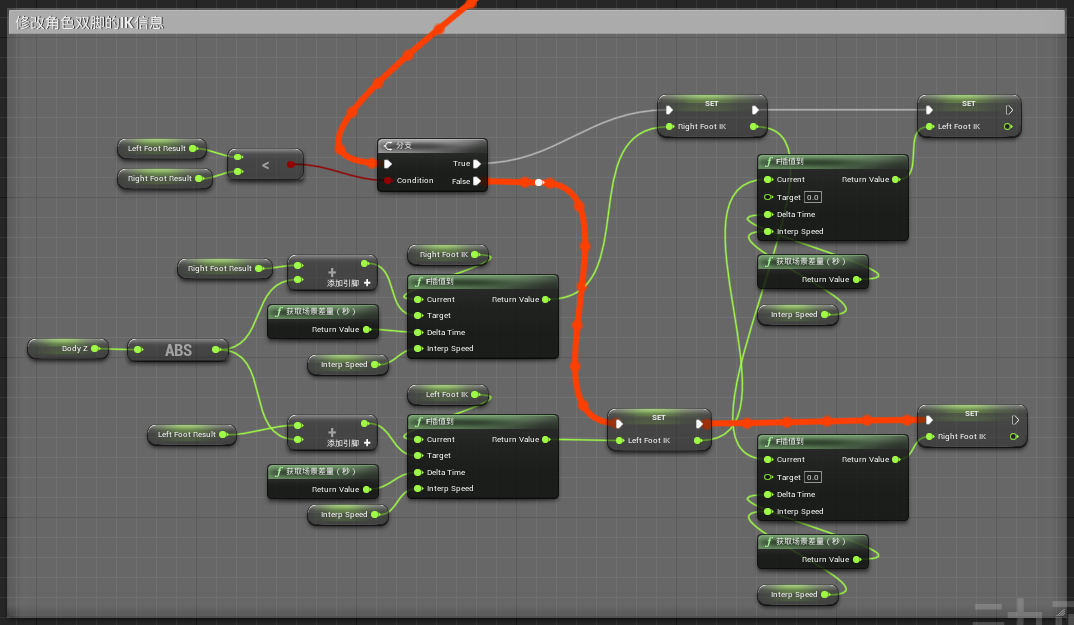 修改角色双脚的IK信息
SET
Right Foot IK
SET
Left Foot IK
Left Foot Result
Right Foot Result
<
分支
True
Condition
False
F插值到
Current
Return Value
Target
0.0
Delta Time
Interp Speed
获取场景差量（秒）
Return Value
Interp Speed
Right Foot Result
添加引脚
Right Foot IK
F插值到
Current
Return Value
Target
Delta Time
Interp Speed
获取场景差量（秒）
Return Value
Interp Speed
Body Z
ABS
Left Foot Result
添加引脚
Left Foot IK
F插值到
Current
Return Value
Target
Delta Time
Interp Speed
获取场景差量（秒）
Return Value
Interp Speed
SET
Left Foot IK
SET
Right Foot IK
F插值到
Current
Return Value
Target
0.0
Delta Time
Interp Speed
获取场景差量（秒）
Return Value
Interp Speed